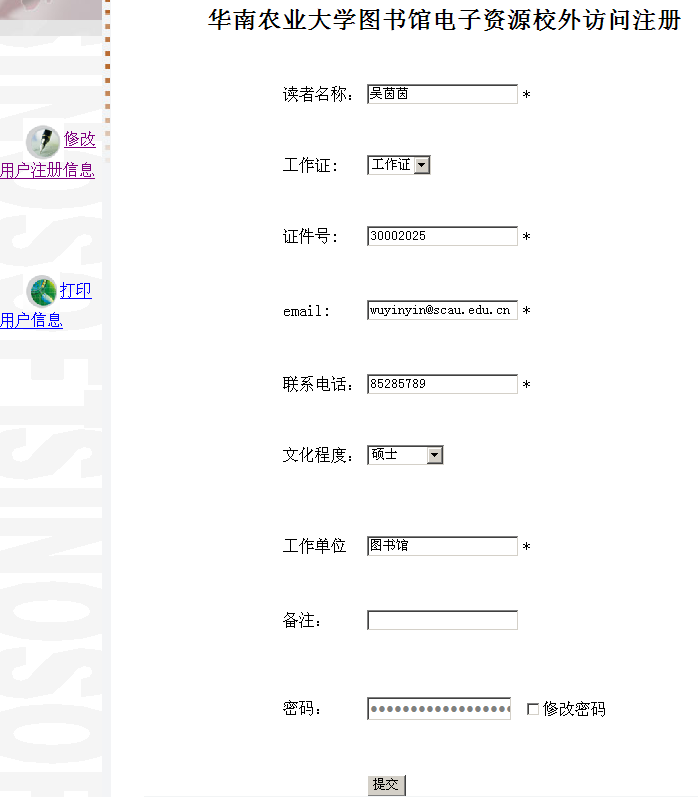 华南农业大学图书馆电子资源校外访问注册
读者名称: 吴茵茵 *
修改
用户注册信息
工作证: 工作证
证件号: 30002025 *
打印
用户信息
email: wuyinyin@scau.edu.cn *
联系电话: 85285789 *
文化程度: 硕士
工作单位 图书馆 *
备注:
密码: ●●●●●●●●●●●●●●●●●● 修改密码
提交